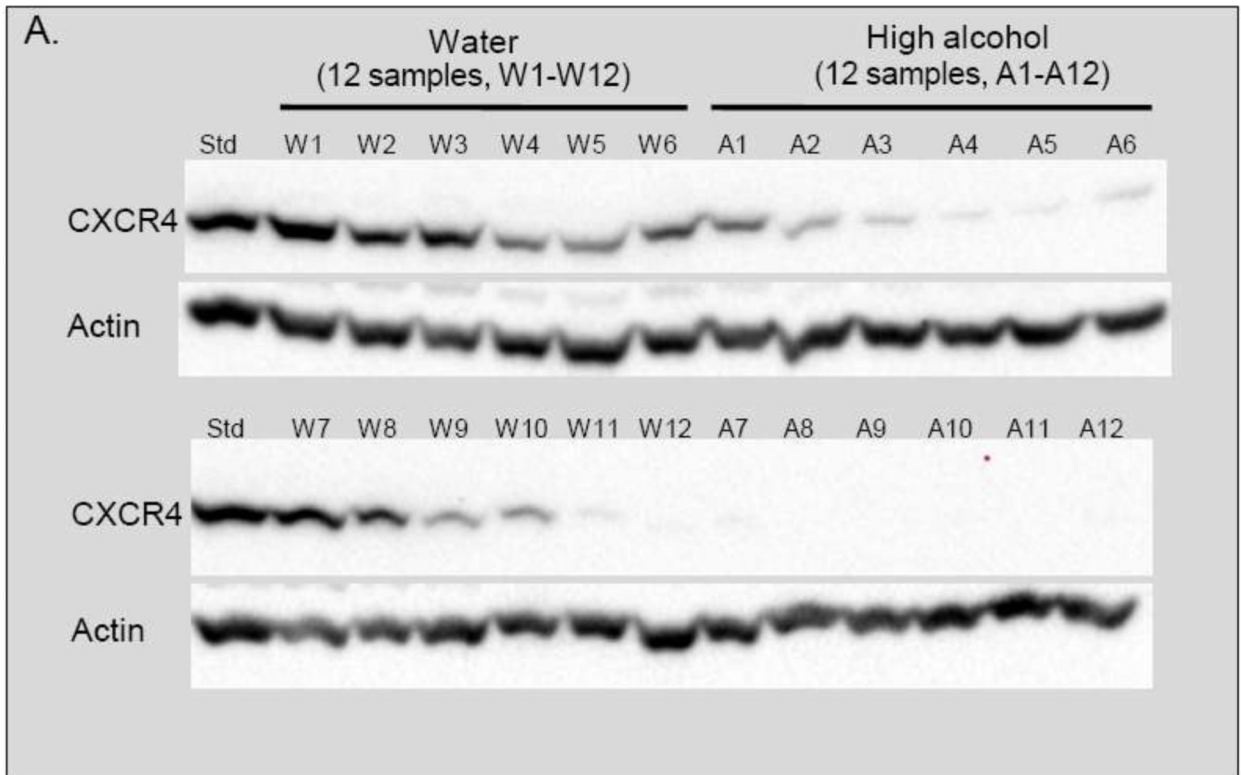 A.
Water
(12 samples, W1-W12)
High alcohol
(12 samples, A1-A12)
Std W1 W2 W3 W4 W5 W6 A1 A2 A3 A4 A5 A6
CXCR4
Actin
Std W7 W8 W9 W10 W11 W12 A7 A8 A9 A10 A11 A12
CXCR4
Actin